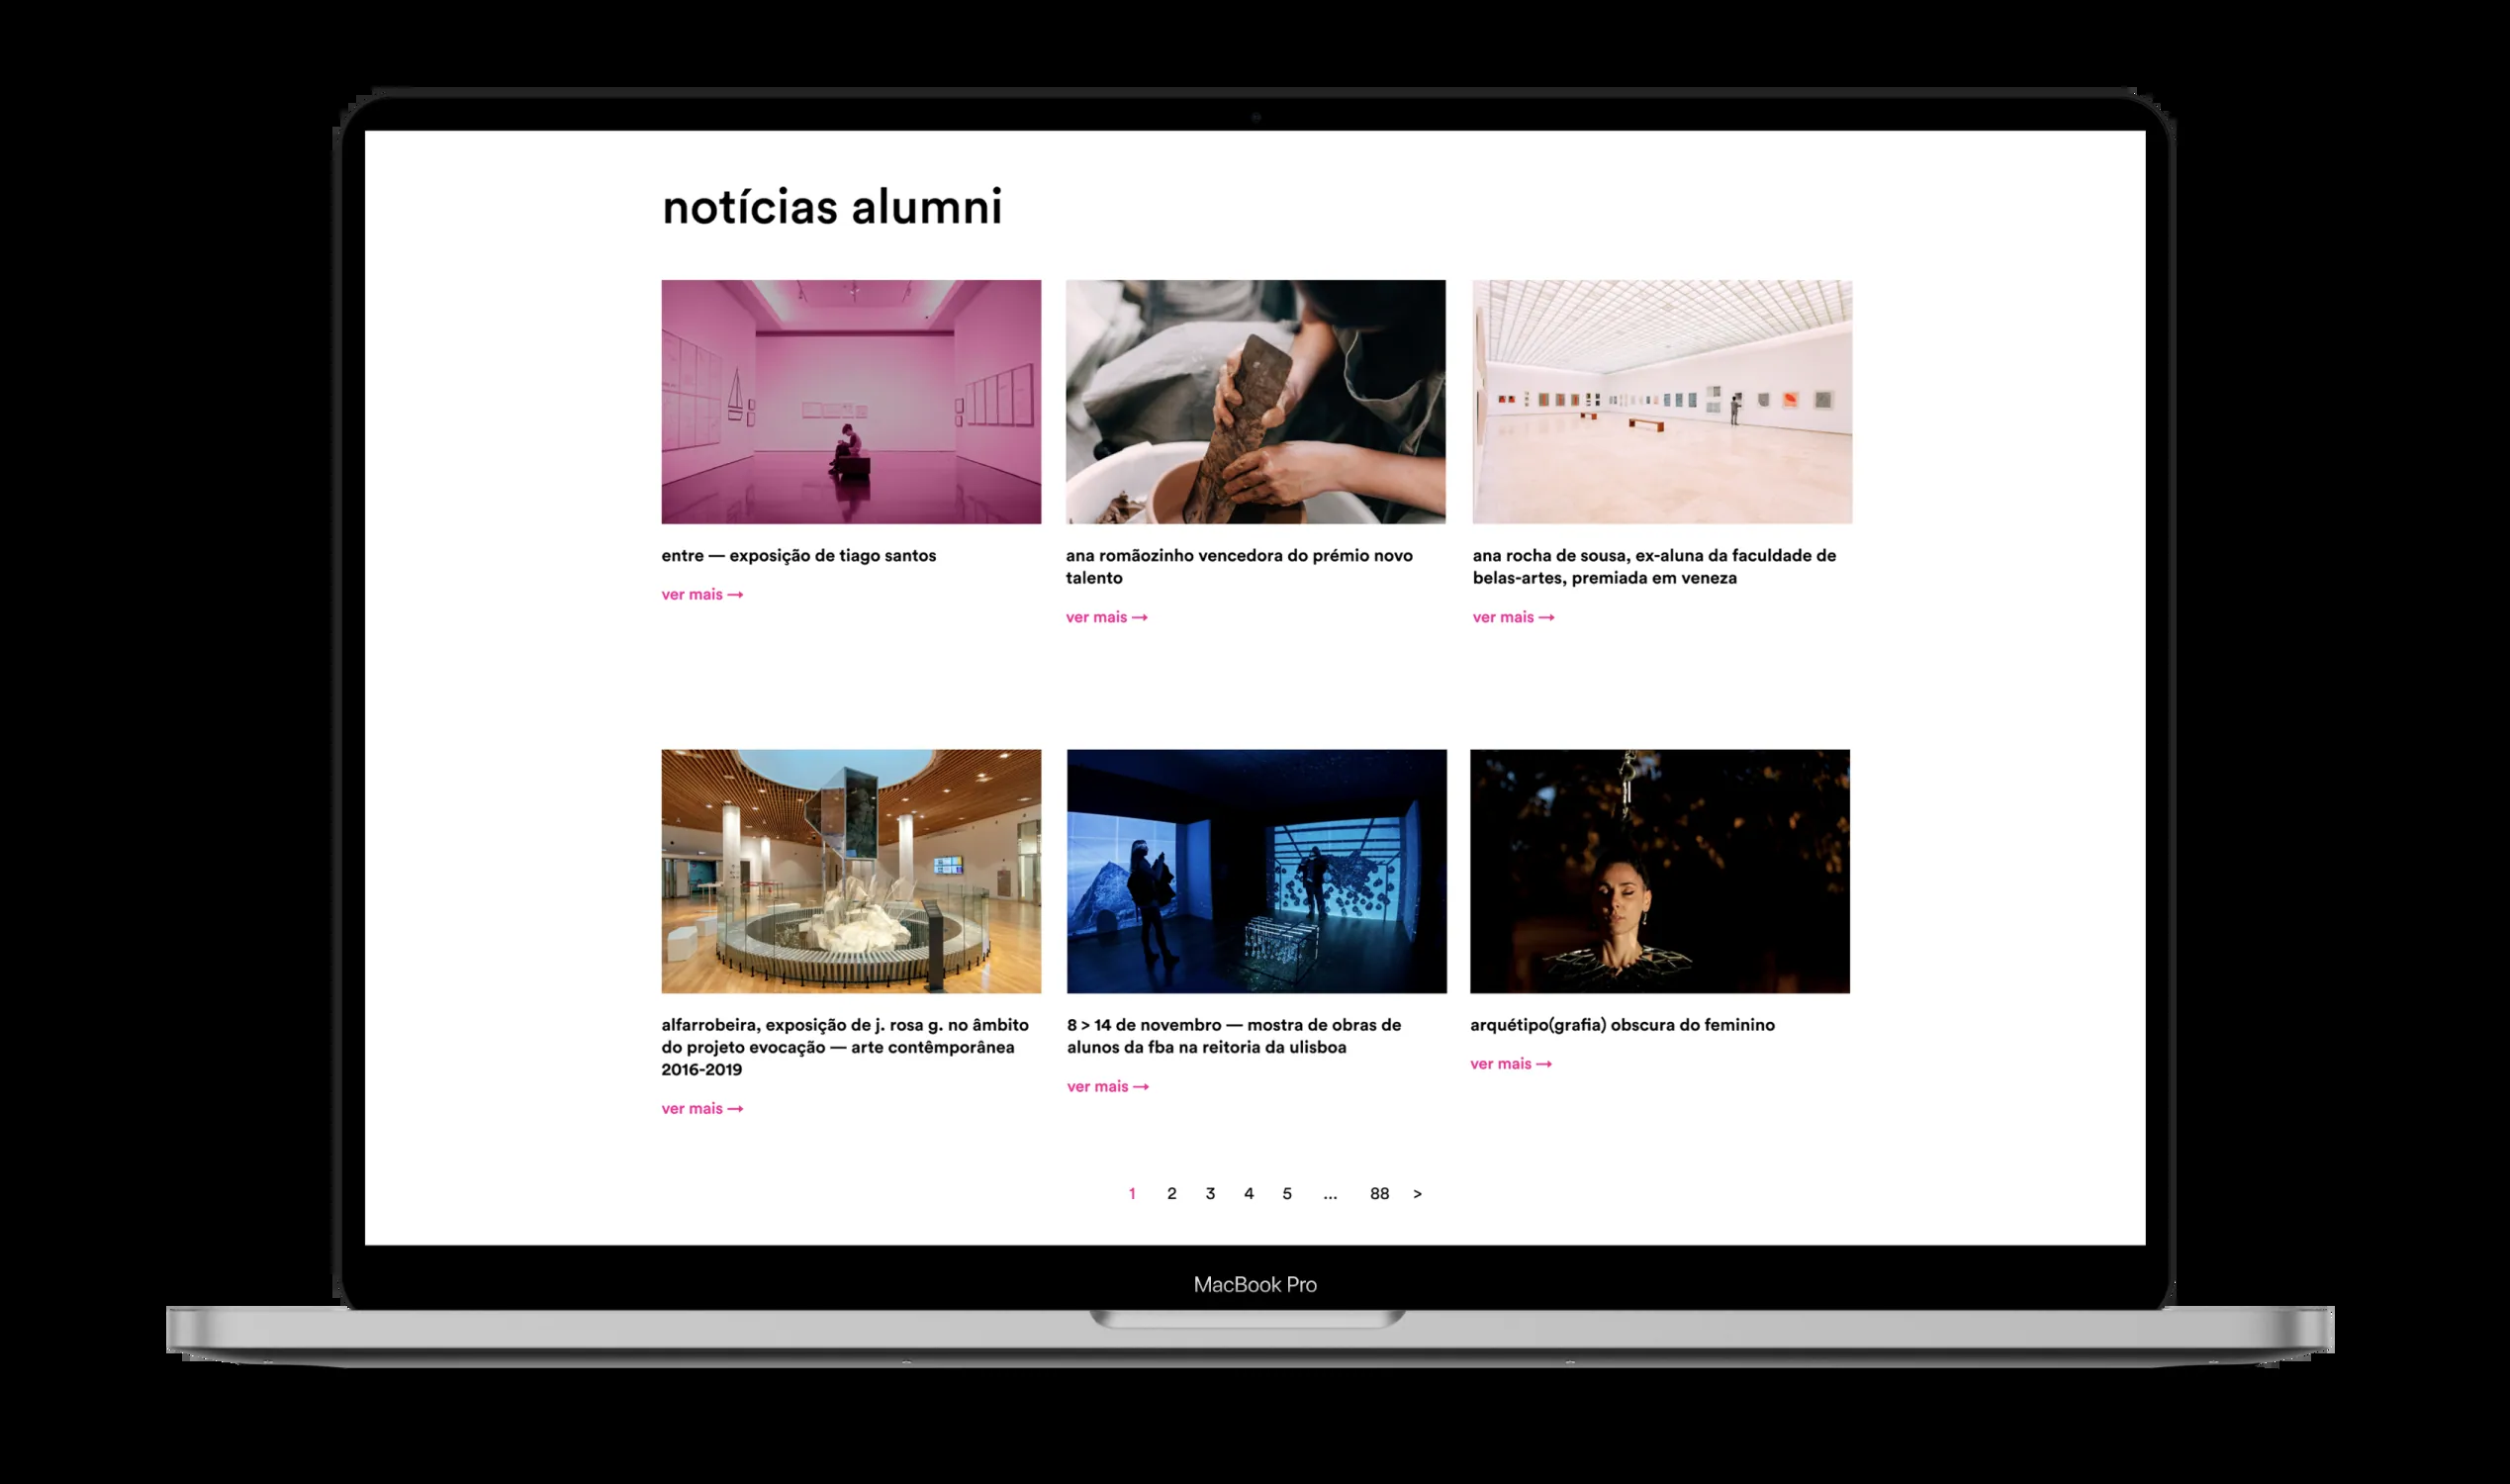 notícias alumni
entre — exposição de tiago santos
ver mais →
ana romãozinho vencedora do prémio novo
talento
ver mais →
ana rocha de sousa, ex-aluna da faculdade de
belas-artes, premiada em veneza
ver mais →
alfarrobeira, exposição de j. rosa g. no âmbito
do projeto evocação — arte contêmporânea
2016-2019
ver mais →
8 > 14 de novembro — mostra de obras de
alunos da fba na reitoria da ulisboa
ver mais →
arquétipo(grafia) obscura do feminino
ver mais →
1 2 3 4 5 ... 88 >
MacBook Pro